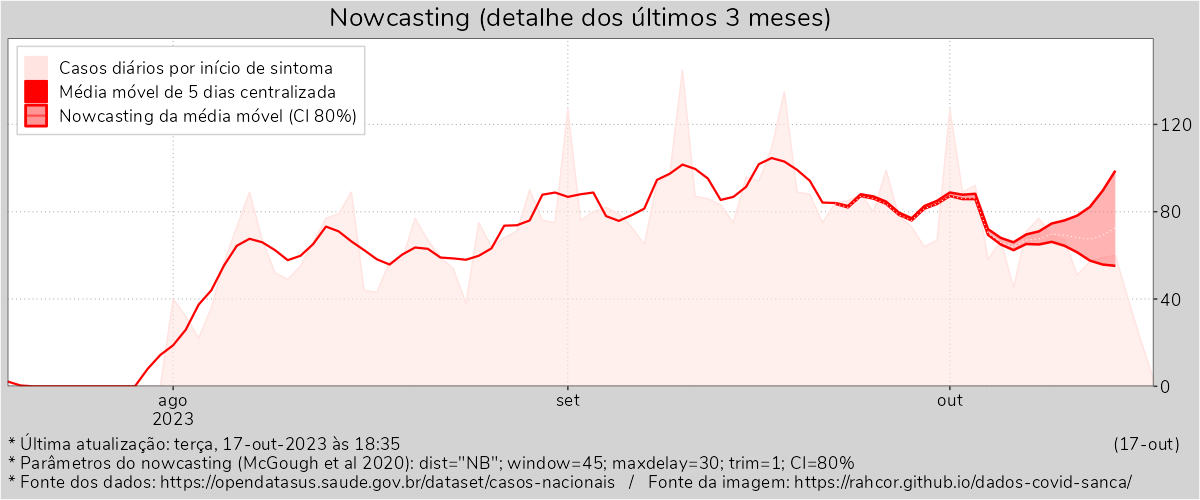 Nowcasting (detalhe dos últimos 3 meses)
Casos diários por início de sintoma
Média móvel de 5 dias centralizada
Nowcasting da média móvel (CI 80%)
120
80
40
0
ago
2023
set
out
* Última atualização: terça, 17-out-2023 às 18:35
(17-out)
* Parâmetros do nowcasting (McGough et al 2020): dist="NB"; window=45; maxdelay=30; trim=1; CI=80%
* Fonte dos dados: https://opendatasus.saude.gov.br/dataset/casos-nacionais / Fonte da imagem: https://rahcor.github.io/dados-covid-sanca/